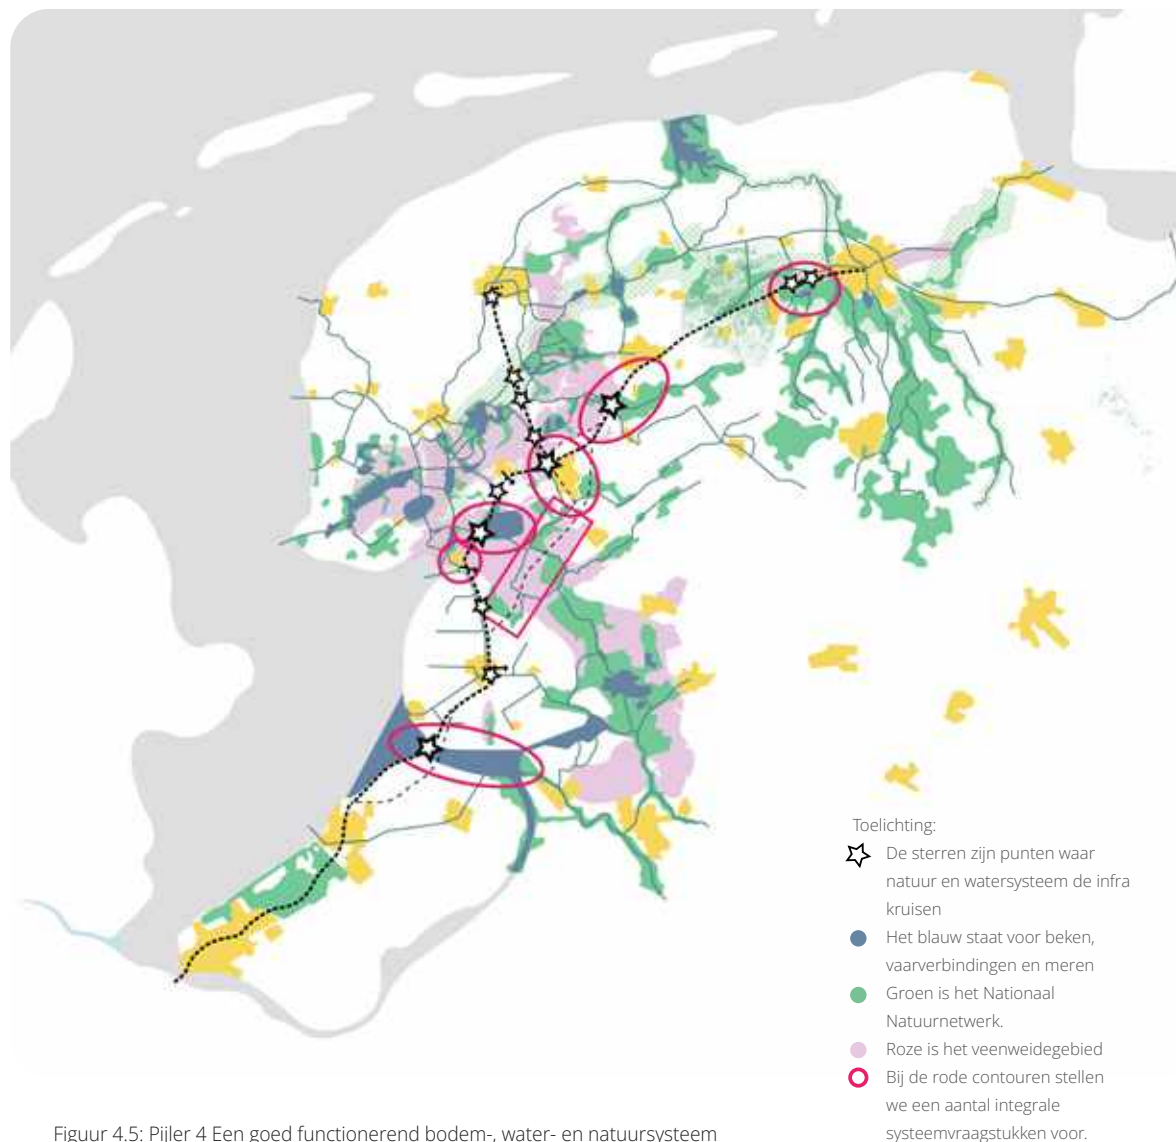 Toelichting:
De sterren zijn punten waar
natuur en watersysteem de infra
kruisen
Het blauw staat voor beken,
vaarverbindingen en meren
Groen is het Nationaal
Natuurnetwerk.
Roze is het veenweidegebied
Bij de rode contouren stellen
we een aantal integrale
systeemvraagstukken voor.
Figuur 4.5: Pijler 4 Een goed functionerend bodem-, water- en natuursysteem